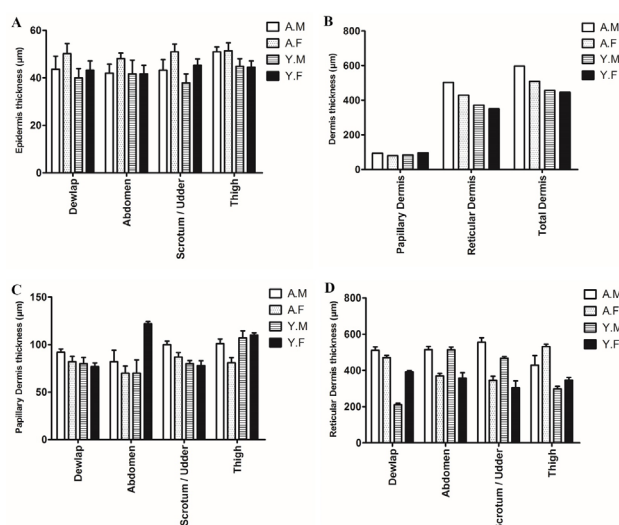 A
Epidermis thickness (µm)
60
40
20
0
Dewlap
Abdomen
Scrotum / Udder
Thigh
A.M
A.F
Y.M
Y.F
B
Dermis thickness (µm)
800
600
400
200
0
Papillary Dermis
Reticular Dermis
Total Dermis
A.M
A.F
Y.M
Y.F
C
Papillary Dermis thickness (µm)
150
100
50
0
Dewlap
Abdomen
Scrotum / Udder
Thigh
A.M
A.F
Y.M
Y.F
D
Reticular Dermis thickness (µm)
800
600
400
200
0
Dewlap
Abdomen
Scrotum / Udder
Thigh
A.M
A.F
Y.M
Y.F